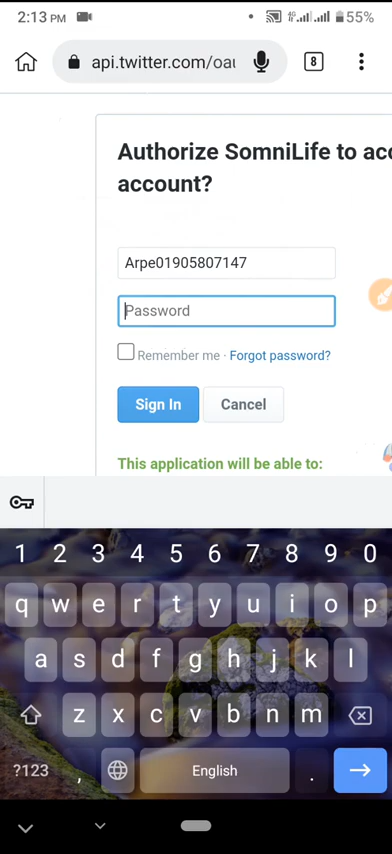 2:13 PM 55%
api.twitter.com/oau 8
Authorize SomniLife to acc
account?
Arpe01905807147
Password
Remember me · Forgot password?
Sign In Cancel
This application will be able to:
1 2 3 4 5 6 7 8 9 0
q w e r t y u i o p
a s d f g h j k l
z x c v b n m
?123 , English .